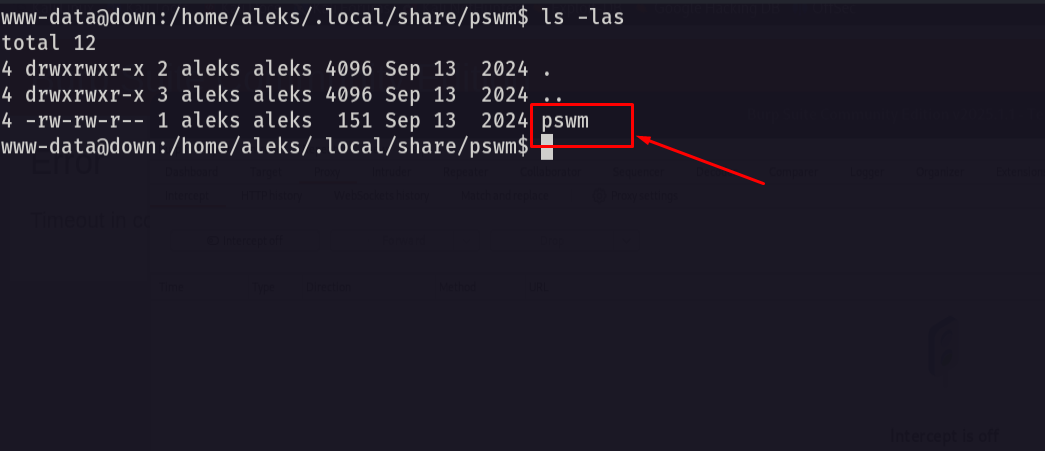 www-data@down:/home/aleks/.local/share/pswm$ ls -las
total 12
4 drwxrwxr-x 2 aleks aleks 4096 Sep 13  2024 .
4 drwxrwxr-x 3 aleks aleks 4096 Sep 13  2024 ..
4 -rw-rw-r-- 1 aleks aleks  151 Sep 13  2024 pswm
www-data@down:/home/aleks/.local/share/pswm$
Error
Timeout in
Intercept is off